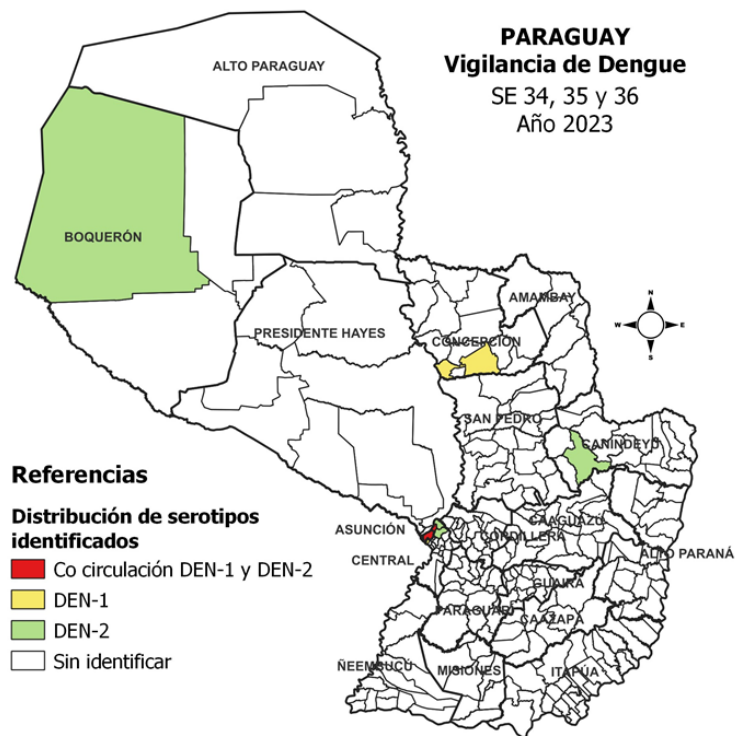 PARAGUAY
Vigilancia de Dengue
SE 34, 35 y 36
Año 2023
ALTO PARAGUAY
BOQUERÓN
AMAMBAY
N
W
E
S
PRESIDENTE HAYES
CONCEPCIÓN
SAN PEDRO
CANINDEYÚ
ASUNCIÓN
CAAGUAZÚ
CORDILLERA
CENTRAL
ALTO PARANÁ
GUAIRÁ
PARAGUARÍ
CAAZAPÁ
ÑEEMBUCÚ
MISIONES
ITAPÚA
Referencias
Distribución de serotipos
identificados
Co circulación DEN-1 y DEN-2
DEN-1
DEN-2
Sin identificar